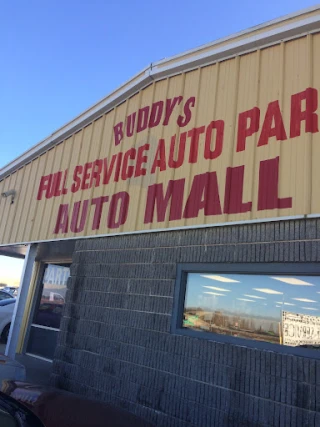 BUDDY'S
FULL SERVICE AUTO PAR
AUTO MALL